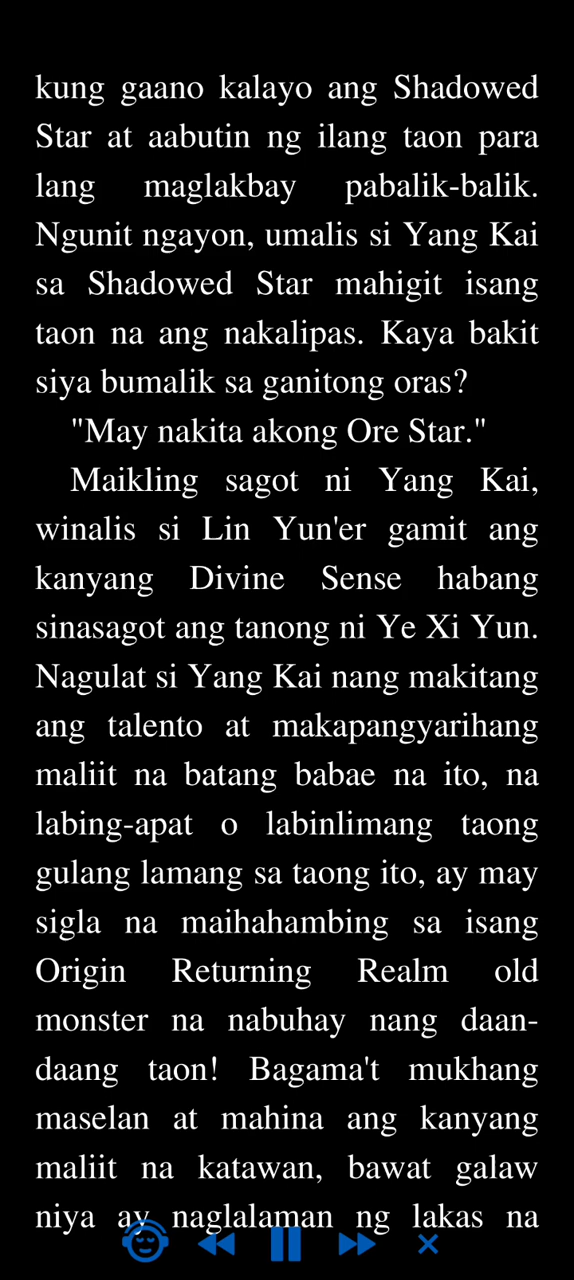 kung gaano kalayo ang Shadowed
Star at aabutin ng ilang taon para
lang maglakbay pabalik-balik.
Ngunit ngayon, umalis si Yang Kai
sa Shadowed Star mahigit isang
taon na ang nakalipas. Kaya bakit
siya bumalik sa ganitong oras?
"May nakita akong Ore Star."
Maikling sagot ni Yang Kai,
winalis si Lin Yun'er gamit ang
kanyang Divine Sense habang
sinasagot ang tanong ni Ye Xi Yun.
Nagulat si Yang Kai nang makitang
ang talento at makapangyarihang
maliit na batang babae na ito, na
labing-apat o labinlimang taong
gulang lamang sa taong ito, ay may
sigla na maihahambing sa isang
Origin Returning Realm old
monster na nabuhay nang daan-
daang taon! Bagama't mukhang
maselan at mahina ang kanyang
maliit na katawan, bawat galaw
niya ay naglalaman ng lakas na